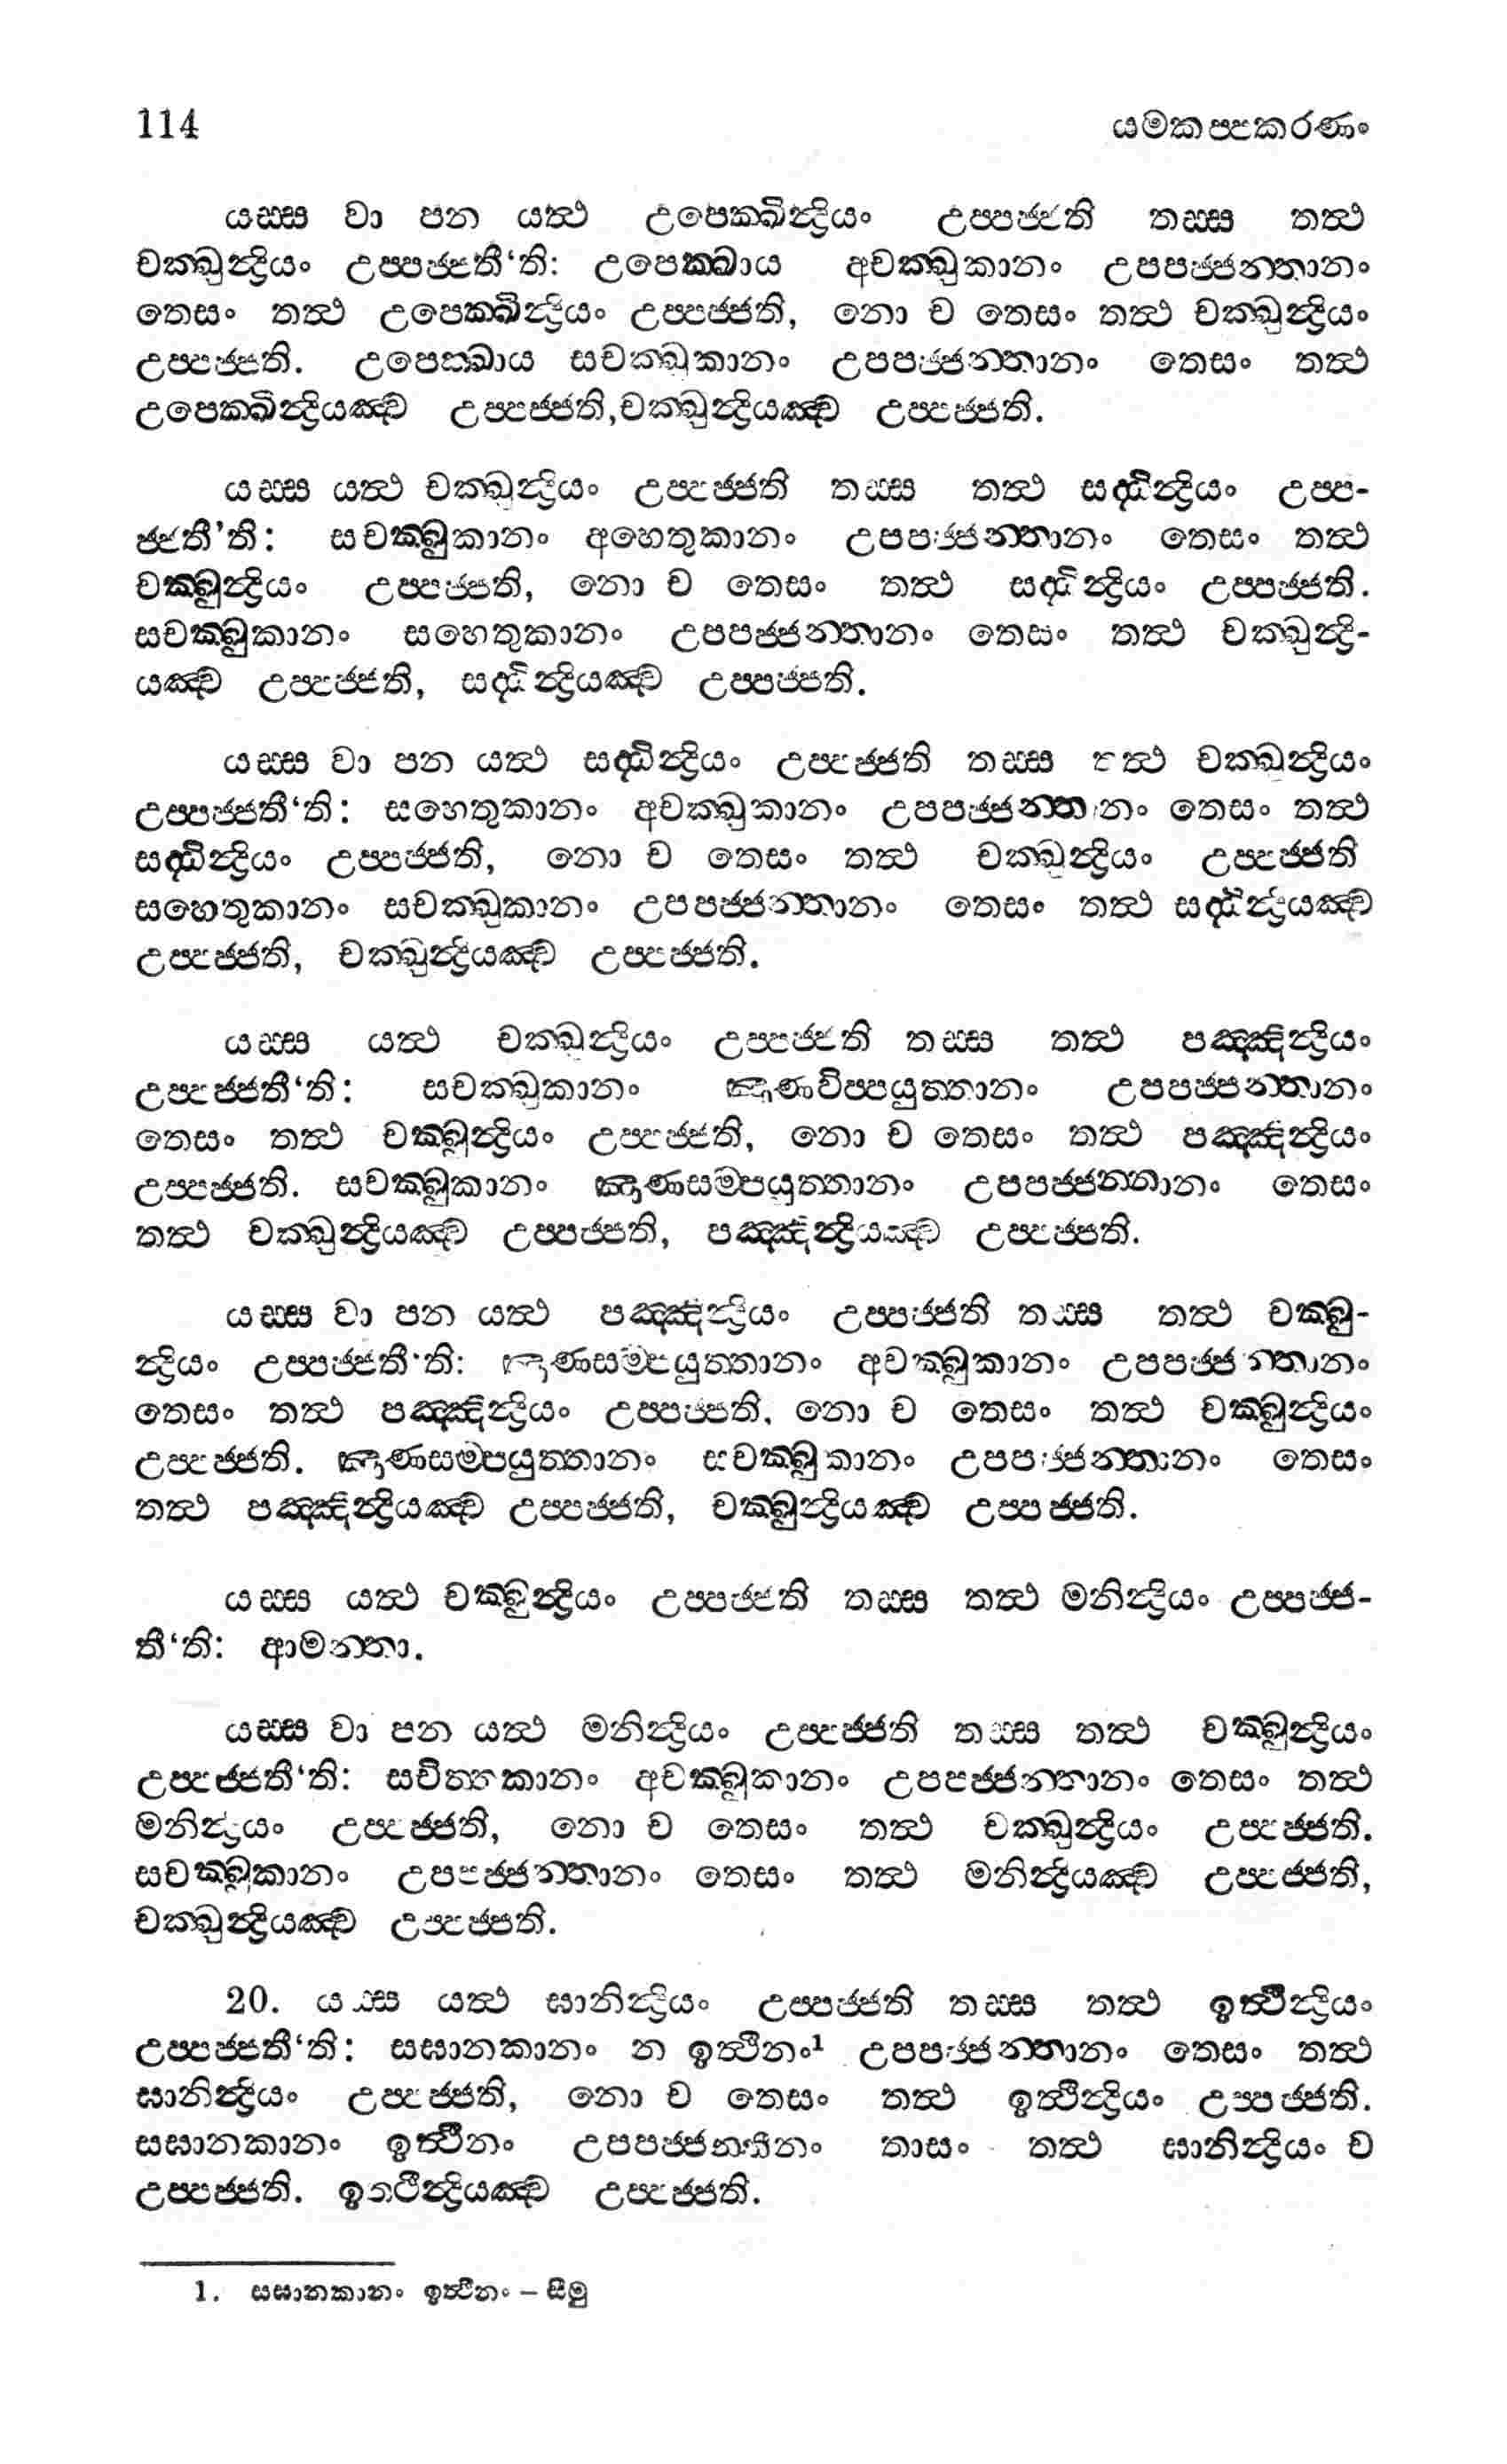 114 යමකප්පකරණං
යස්ස වා පන යත්ථ උපෙක්ඛින්ද්‍රියං උප්පජ්ජති තස්ස තත්ථ
චක්ඛුන්ද්‍රියං උප්පජ්ජතී‘ති: උපෙක්ඛාය අචක්ඛුකානං උපපජ්ජන්තානං
තෙසං තත්ථ උපෙක්ඛින්ද්‍රියං උප්පජ්ජති, නො ච තෙසං තත්ථ චක්ඛුන්ද්‍රියං
උප්පජ්ජති. උපෙක්ඛාය සචක්ඛුකානං උපපජ්ජන්තානං තෙසං තත්ථ
උපෙක්ඛින්ද්‍රියඤ්ච උප්පජ්ජති,චක්ඛුන්ද්‍රියඤ්ච උප්පජ්ජති.
යස්ස යත්ථ චක්ඛුන්ද්‍රියං උප්පජ්ජති තස්ස තත්ථ සද්ධින්ද්‍රියං උප්ප-
ජ්ජතී’ති: සචක්ඛුකානං අහෙතුකානං උපපජ්ජන්තානං තෙසං තත්ථ
චක්ඛුන්ද්‍රියං උප්පජ්ජති, නො ච තෙසං තත්ථ සද්ධින්ද්‍රියං උප්පජ්ජති.
සචක්ඛුකානං සහෙතුකානං උපපජ්ජන්තානං තෙසං තත්ථ චක්ඛුන්ද්‍රි-
යඤ්ච උප්පජ්ජති, සද්ධින්ද්‍රියඤ්ච උප්පජ්ජති.
යස්ස වා පන යත්ථ සද්ධින්ද්‍රියං උප්පජ්ජති තස්ස තත්ථ චක්ඛුන්ද්‍රියං
උප්පජ්ජතී‘ති: සහෙතුකානං අචක්ඛුකානං උපපජ්ජන්තානං තෙසං තත්ථ
සද්ධින්ද්‍රියං උප්පජ්ජති, නො ච තෙසං තත්ථ චක්ඛුන්ද්‍රියං උප්පජ්ජති
සහෙතුකානං සචක්ඛුකානං උපපජ්ජන්තානං තෙසං තත්ථ සද්ධින්ද්‍රියඤ්ච
උප්පජ්ජති, චක්ඛුන්ද්‍රියඤ්ච උප්පජ්ජති.
යස්ස යත්ථ චක්ඛුන්ද්‍රියං උප්පජ්ජති තස්ස තත්ථ පඤ්ඤින්ද්‍රියං
උප්පජ්ජතී‘ති: සචක්ඛුකානං ඤාණවිප්පයුත්තානං උපපජ්ජන්තානං
තෙසං තත්ථ චක්ඛුන්ද්‍රියං උප්පජ්ජති, නො ච තෙසං තත්ථ පඤ්ඤින්ද්‍රියං
උප්පජ්ජති. සචක්ඛුකානං ඤාණසම්පයුත්තානං උපපජ්ජන්තානං තෙසං
තත්ථ චක්ඛුන්ද්‍රියඤ්ච උප්පජ්ජති, පඤ්ඤින්ද්‍රියඤ්ච උප්පජ්ජති.
යස්ස වා පන යත්ථ පඤ්ඤින්ද්‍රියං උප්පජ්ජති තස්ස තත්ථ චක්ඛු-
න්ද්‍රියං උප්පජ්ජතී‘ති: ඤාණසම්පයුත්තානං අචක්ඛුකානං උපපජ්ජන්තානං
තෙසං තත්ථ පඤ්ඤින්ද්‍රියං උප්පජ්ජති, නො ච තෙසං තත්ථ චක්ඛුන්ද්‍රියං
උප්පජ්ජති. ඤාණසම්පයුත්තානං සචක්ඛුකානං උපපජ්ජන්තානං තෙසං
තත්ථ පඤ්ඤින්ද්‍රියඤ්ච උප්පජ්ජති, චක්ඛුන්ද්‍රියඤ්ච උප්පජ්ජති.
යස්ස යත්ථ චක්ඛුන්ද්‍රියං උප්පජ්ජති තස්ස තත්ථ මනින්ද්‍රියං උප්පජ්ජ-
තී‘ති: ආමන්තා.
යස්ස වා පන යත්ථ මනින්ද්‍රියං උප්පජ්ජති තස්ස තත්ථ චක්ඛුන්ද්‍රියං
උප්පජ්ජතී‘ති: සචිත්තකානං අචක්ඛුකානං උපපජ්ජන්තානං තෙසං තත්ථ
මනින්ද්‍රියං උප්පජ්ජති, නො ච තෙසං තත්ථ චක්ඛුන්ද්‍රියං උප්පජ්ජති.
සචක්ඛුකානං උපපජ්ජන්තානං තෙසං තත්ථ මනින්ද්‍රියඤ්ච උප්පජ්ජති,
චක්ඛුන්ද්‍රියඤ්ච උප්පජ්ජති.
20. යස්ස යත්ථ ඝානින්ද්‍රියං උප්පජ්ජති තස්ස තත්ථ ඉත්ථින්ද්‍රියං
උප්පජ්ජතී‘ති: සඝානකානං න ඉත්ථීනං¹ උපපජ්ජන්තානං තෙසං තත්ථ
ඝානින්ද්‍රියං උප්පජ්ජති, නො ච තෙසං තත්ථ ඉත්ථින්ද්‍රියං උප්පජ්ජති.
සඝානකානං ඉත්ථීනං උපපජ්ජන්තීනං තාසං තත්ථ ඝානින්ද්‍රියං ච
උප්පජ්ජති. ඉත්ථින්ද්‍රියඤ්ච උප්පජ්ජති.
1. සඝානකානං ඉත්ථීනං – සීමු